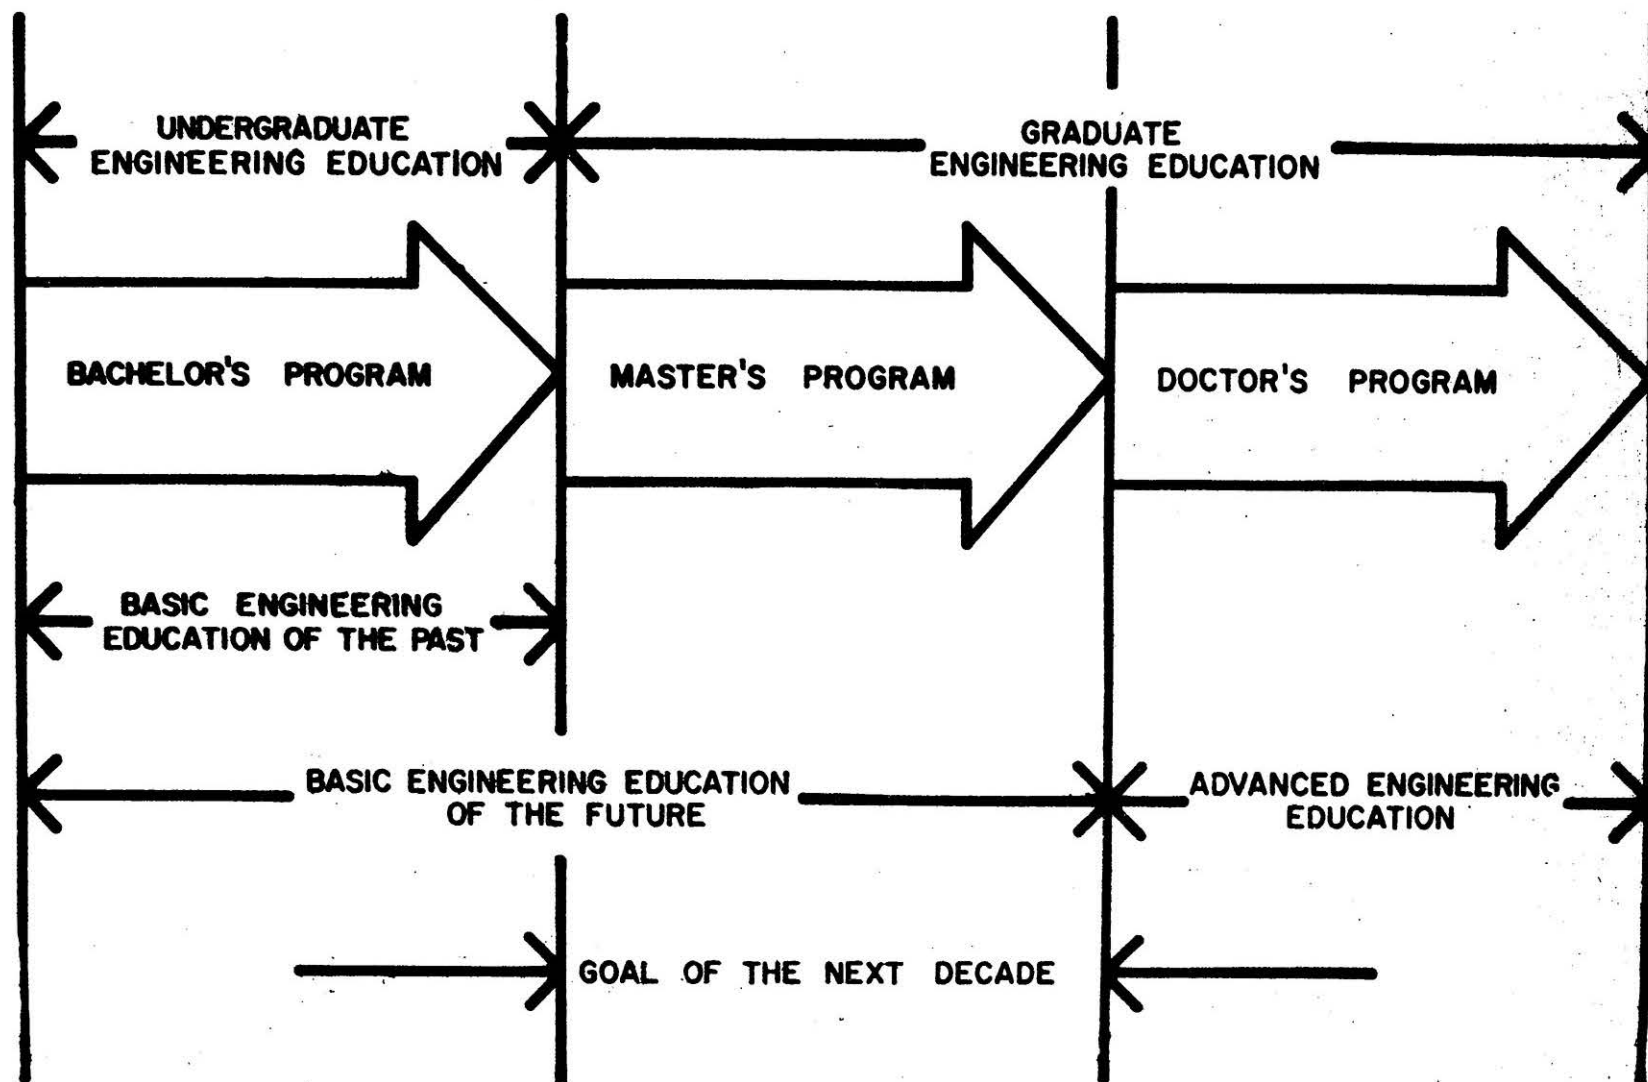 UNDERGRADUATE
ENGINEERING EDUCATION
GRADUATE
ENGINEERING EDUCATION
BACHELOR'S PROGRAM
MASTER'S PROGRAM
DOCTOR'S PROGRAM
BASIC ENGINEERING
EDUCATION OF THE PAST
BASIC ENGINEERING EDUCATION
OF THE FUTURE
ADVANCED ENGINEERING
EDUCATION
GOAL OF THE NEXT DECADE